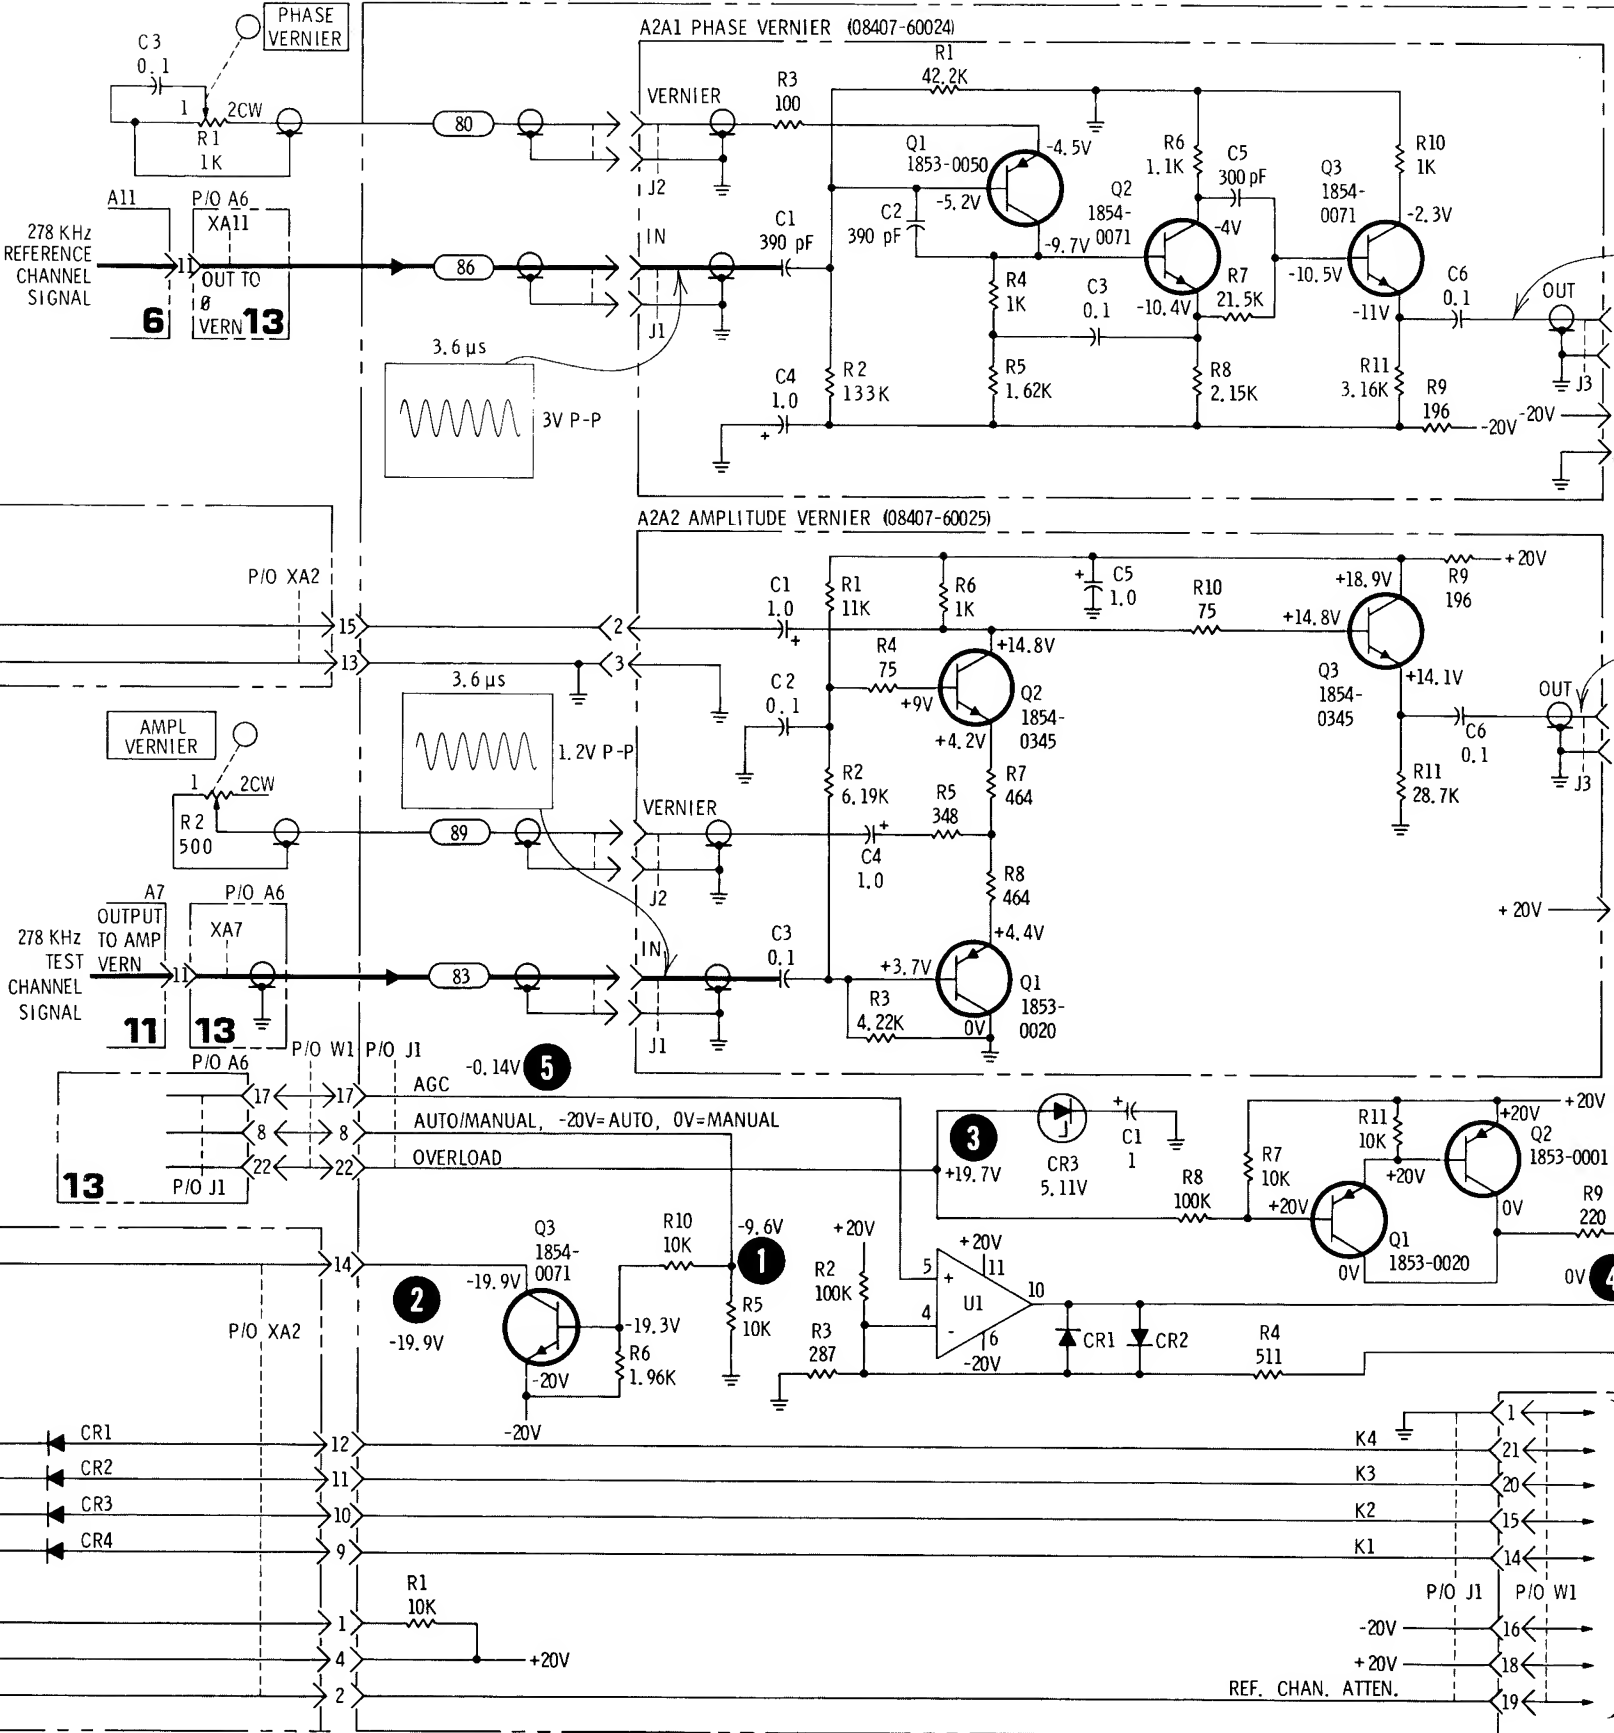 PHASE
VERNIER
C3
0.1
1
2CW
R1
1K
80
A11
P/O A6
XA11
278 KHz
REFERENCE
CHANNEL
SIGNAL
11
OUT TO
Ø
VERN
6
13
86
3.6 µs
3V P-P
A2A1 PHASE VERNIER (08407-60024)
VERNIER
J2
IN
J1
R3
100
R1
42.2K
Q1
1853-0050
-4.5V
-5.2V
-9.7V
C1
390 pF
C2
390 pF
R4
1K
C3
0.1
R2
133K
R5
1.62K
C4
1.0
+
Q2
1854-
0071
R6
1.1K
C5
300 pF
-4V
-10.4V
R7
21.5K
R8
2.15K
Q3
1854-
0071
R10
1K
-2.3V
-10.5V
-11V
C6
0.1
OUT
J3
R11
3.16K
R9
196
-20V
-20V
A2A2 AMPLITUDE VERNIER (08407-60025)
P/O XA2
15
13
2
3
3.6 µs
1.2V P-P
AMPL
VERNIER
1
2CW
R2
500
89
VERNIER
J2
A7
P/O A6
OUTPUT
TO AMP
VERN
XA7
278 KHz
TEST
CHANNEL
SIGNAL
11
11
13
83
IN
J1
C1
1.0
+
R1
11K
R6
1K
+
C5
1.0
R10
75
+14.8V
+18.9V
R9
196
+20V
R4
75
+9V
+14.8V
Q2
1854-
0345
+4.2V
C2
0.1
R2
6.19K
R7
464
R5
348
+
C4
1.0
R8
464
+4.4V
C3
0.1
+3.7V
R3
4.22K
0V
Q1
1853-
0020
Q3
1854-
0345
+14.1V
C6
0.1
OUT
J3
R11
28.7K
+20V
P/O A6
P/O W1
P/O J1
-0.14V
5
17
17
AGC
8
8
AUTO/MANUAL, -20V=AUTO, 0V=MANUAL
22
22
OVERLOAD
13
P/O J1
3
+19.7V
CR3
5.11V
+
C1
1
R8
100K
R7
10K
+20V
R11
10K
+20V
+20V
+20V
Q2
1853-0001
0V
R9
220
Q1
1853-0020
0V
0V
4
14
P/O XA2
2
-19.9V
Q3
1854-
0071
-19.9V
R10
10K
-9.6V
1
R5
10K
-19.3V
R6
1.96K
-20V
-20V
+20V
R2
100K
R3
287
5
+
4
-
+20V
11
U1
10
6
-20V
CR1
CR2
R4
511
CR1
12
K4
CR2
11
K3
CR3
10
K2
CR4
9
K1
1
21
20
15
14
R1
10K
1
4
+20V
2
P/O J1
P/O W1
-20V
16
+20V
18
REF. CHAN. ATTEN.
19